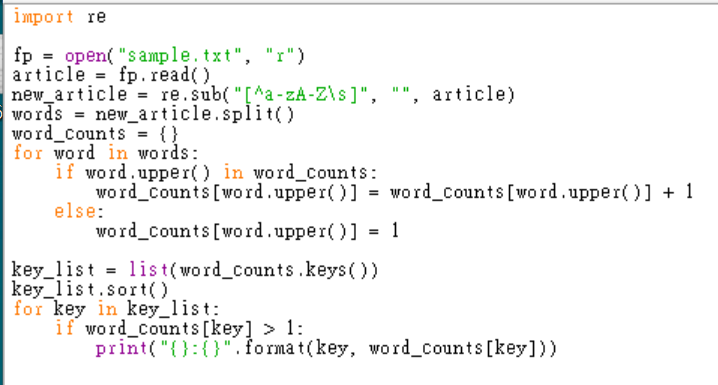 import re

fp = open("sample.txt", "r")
article = fp.read()
new_article = re.sub("[^a-zA-Z\s]", "", article)
words = new_article.split()
word_counts = {}
for word in words:
    if word.upper() in word_counts:
        word_counts[word.upper()] = word_counts[word.upper()] + 1
    else:
        word_counts[word.upper()] = 1

key_list = list(word_counts.keys())
key_list.sort()
for key in key_list:
    if word_counts[key] > 1:
        print("{}:{}".format(key, word_counts[key]))